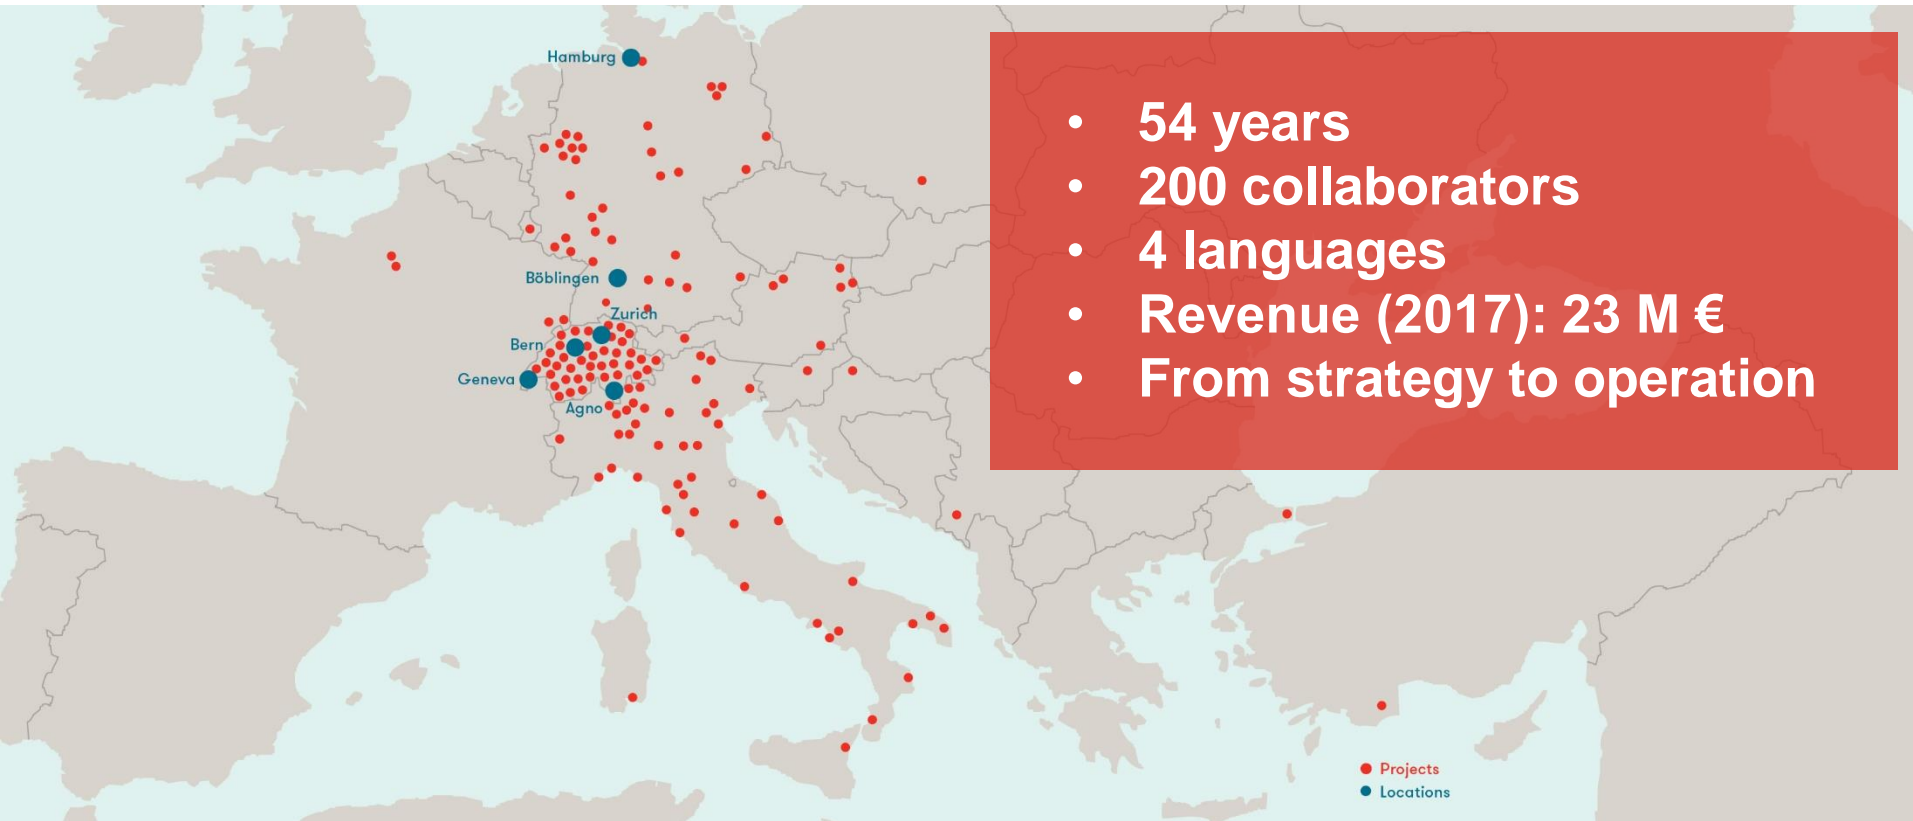 Hamburg
Böblingen
Zurich
Bern
Geneva
Agno
• 54 years
• 200 collaborators
• 4 languages
• Revenue (2017): 23 M €
• From strategy to operation
Projects
Locations